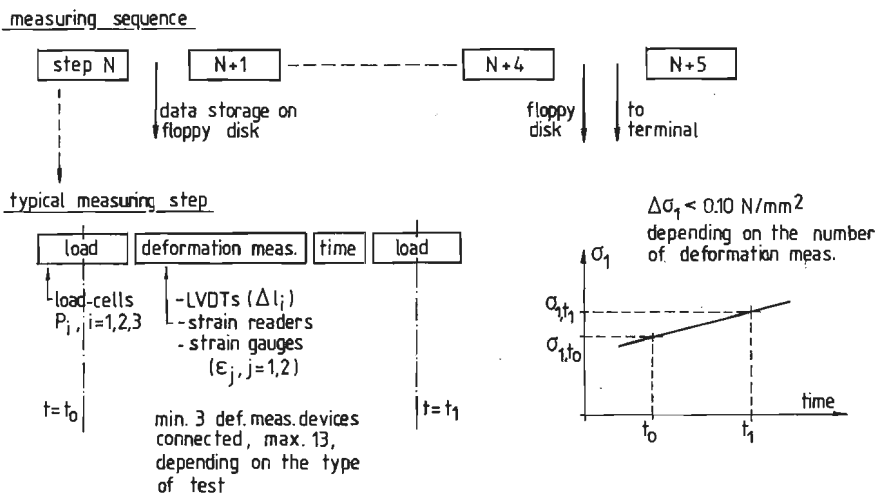 measuring sequence
step N
N+1
N+4
N+5
data storage on
floppy disk
floppy
disk
to
terminal
typical measuring step
load
deformation meas.
time
load
load-cells
P_i, i=1,2,3
-LVDTs (Δl_i)
-strain readers
- strain gauges
(ε_j, j=1,2)
t=t_0
t=t_1
min. 3 def. meas. devices
connected, max. 13,
depending on the type
of test
Δσ_1 < 0.10 N/mm²
depending on the number
of deformation meas.
σ_1
σ_1,t_1
σ_1,t_0
time
t_0
t_1